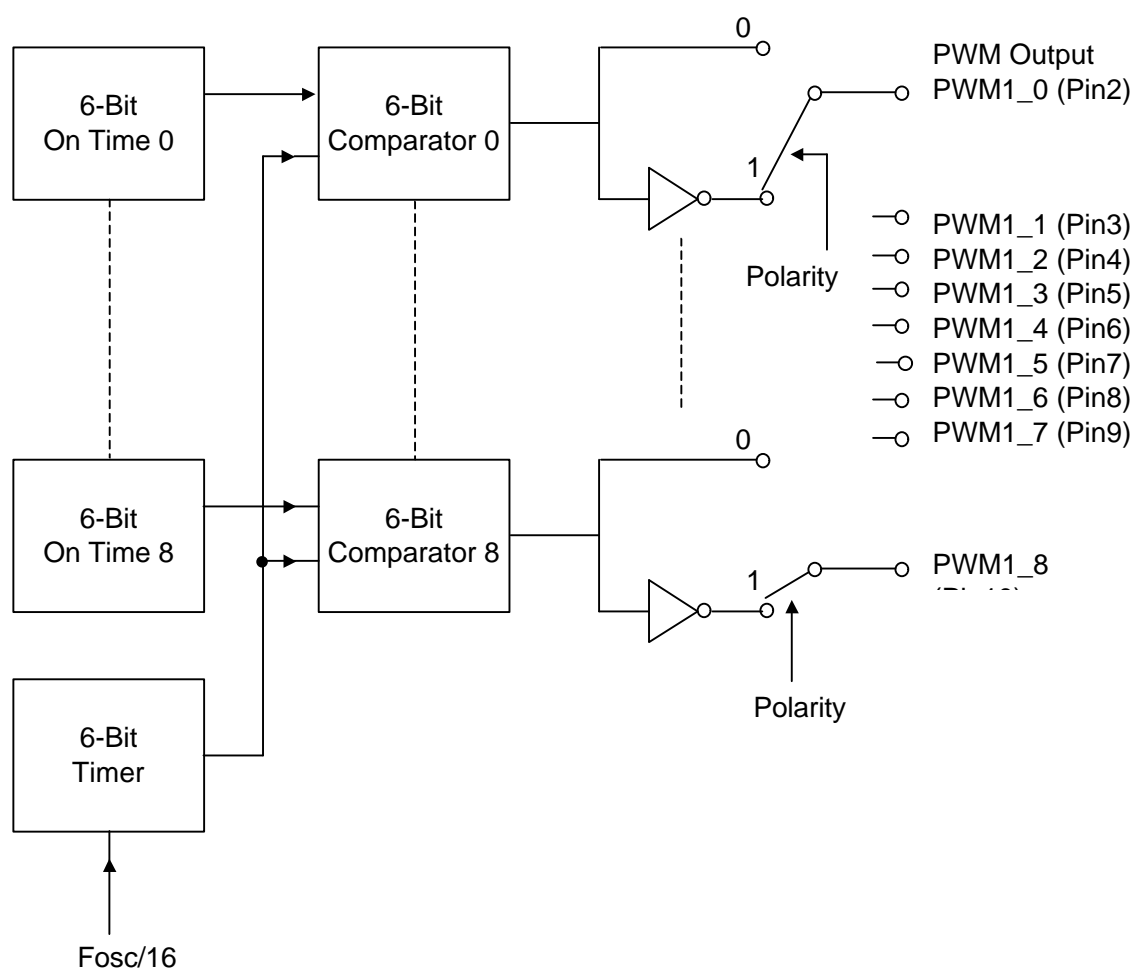 6-Bit
On Time 0
6-Bit
Comparator 0
0
1
Polarity
PWM Output
PWM1_0 (Pin2)
PWM1_1 (Pin3)
PWM1_2 (Pin4)
PWM1_3 (Pin5)
PWM1_4 (Pin6)
PWM1_5 (Pin7)
PWM1_6 (Pin8)
PWM1_7 (Pin9)
6-Bit
On Time 8
6-Bit
Comparator 8
0
1
Polarity
PWM1_8
6-Bit
Timer
Fosc/16